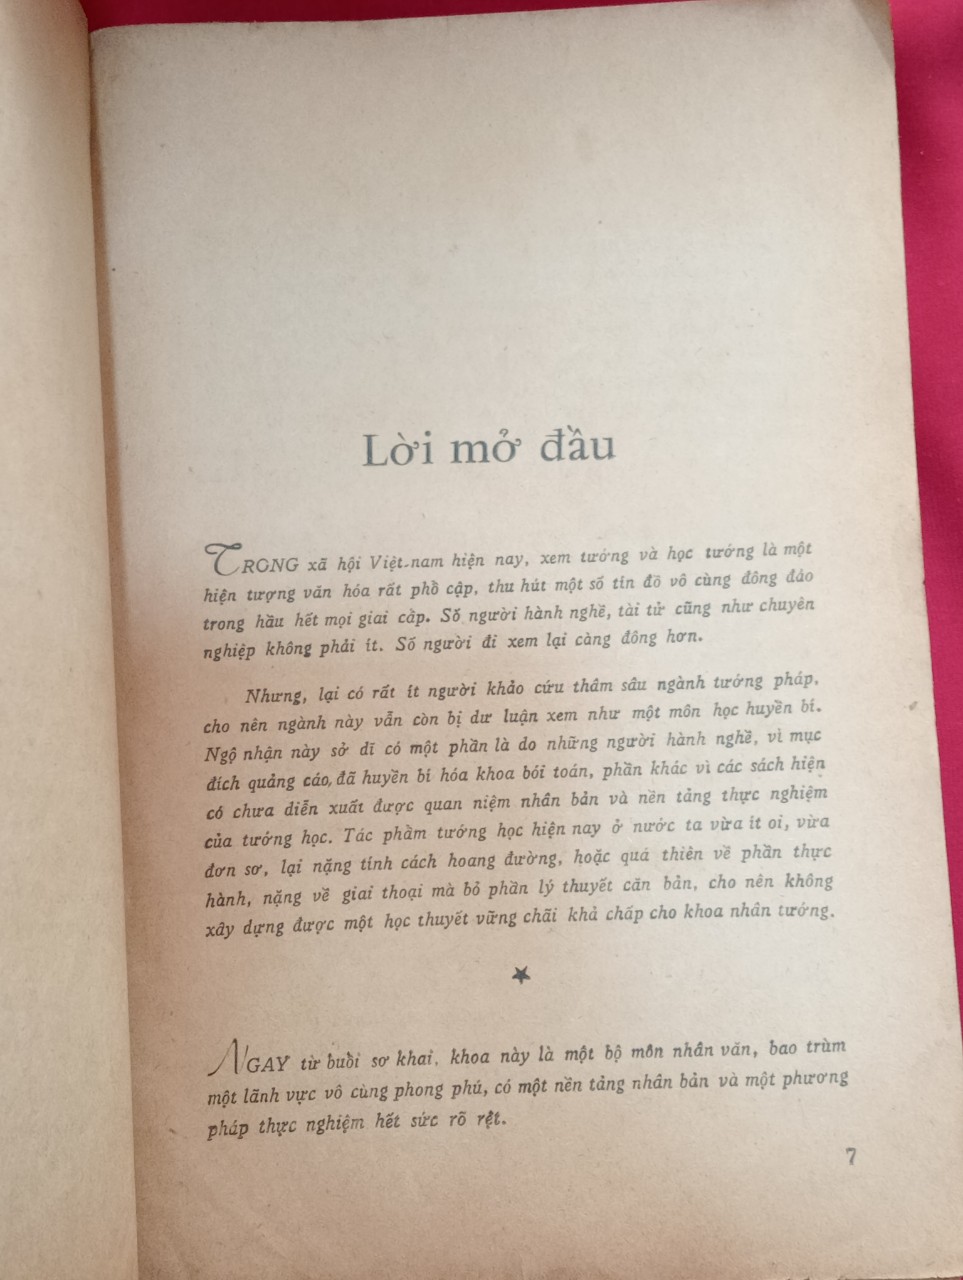 Lời mở đầu
TRONG xã hội Việt-nam hiện nay, xem tướng và học tướng là một
hiện tượng văn hóa rất phổ cập, thu hút một số tín đồ vô cùng đông đảo
trong hầu hết mọi giai cấp. Số người hành nghề, tài tử cũng như chuyên
nghiệp không phải ít. Số người đi xem lại càng đông hơn.
Nhưng, lại có rất ít người khảo cứu thâm sâu ngành tướng pháp,
cho nên ngành này vẫn còn bị dư luận xem như một môn học huyền bí.
Ngộ nhận này sở dĩ có một phần là do những người hành nghề, vì mục
đích quảng cáo, đã huyền bí hóa khoa bói toán, phần khác vì các sách hiện
có chưa diễn xuất được quan niệm nhân bản và nền tảng thực nghiệm
của tướng học. Tác phẩm tướng học hiện nay ở nước ta vừa ít oi, vừa
đơn sơ, lại nặng tính cách hoang đường, hoặc quá thiên về phần thực
hành, nặng về giai thoại mà bỏ phần lý thuyết căn bản, cho nên không
xây dựng được một học thuyết vững chãi khả chấp cho khoa nhân tướng.
★
NGAY từ buổi sơ khai, khoa này là một bộ môn nhân văn, bao trùm
một lãnh vực vô cùng phong phú, có một nền tảng nhân bản và một phương
pháp thực nghiệm hết sức rõ rệt.
7